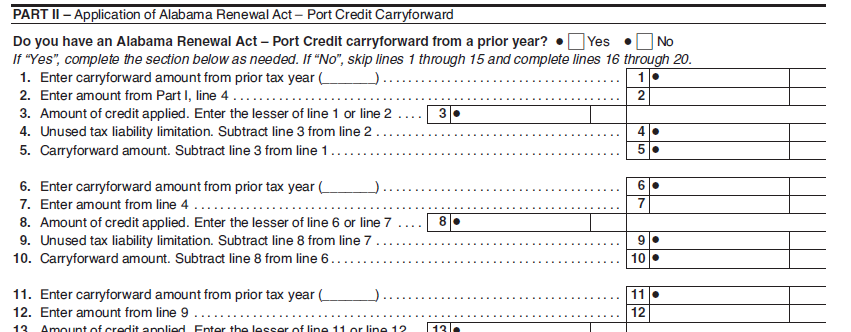 PART II – Application of Alabama Renewal Act – Port Credit Carryforward
Do you have an Alabama Renewal Act – Port Credit carryforward from a prior year? • Yes • No
If “Yes”, complete the section below as needed. If “No”, skip lines 1 through 15 and complete lines 16 through 20.
1. Enter carryforward amount from prior tax year (_______) . . . . . . . . . . . . . . . . . . . . . . . . . . . . . . . . . . . . 1 •
2. Enter amount from Part I, line 4 . . . . . . . . . . . . . . . . . . . . . . . . . . . . . . . . . . . . . . . . . . . . . . . . . . . . . . . . 2
3. Amount of credit applied. Enter the lesser of line 1 or line 2 . . . . 3 •
4. Unused tax liability limitation. Subtract line 3 from line 2 . . . . . . . . . . . . . . . . . . . . . . . . . . . . . . . . . . . . 4 •
5. Carryforward amount. Subtract line 3 from line 1 . . . . . . . . . . . . . . . . . . . . . . . . . . . . . . . . . . . . . . . . . . 5 •
6. Enter carryforward amount from prior tax year (_______) . . . . . . . . . . . . . . . . . . . . . . . . . . . . . . . . . . . . 6 •
7. Enter amount from line 4 . . . . . . . . . . . . . . . . . . . . . . . . . . . . . . . . . . . . . . . . . . . . . . . . . . . . . . . . . . . . . 7
8. Amount of credit applied. Enter the lesser of line 6 or line 7 . . . . 8 •
9. Unused tax liability limitation. Subtract line 8 from line 7 . . . . . . . . . . . . . . . . . . . . . . . . . . . . . . . . . . . . 9 •
10. Carryforward amount. Subtract line 8 from line 6 . . . . . . . . . . . . . . . . . . . . . . . . . . . . . . . . . . . . . . . . . . 10 •
11. Enter carryforward amount from prior tax year (_______) . . . . . . . . . . . . . . . . . . . . . . . . . . . . . . . . . . . . 11 •
12. Enter amount from line 9 . . . . . . . . . . . . . . . . . . . . . . . . . . . . . . . . . . . . . . . . . . . . . . . . . . . . . . . . . . . . . 12
13. Amount of credit applied. Enter the lesser of line 11 or line 12 . . 13 •